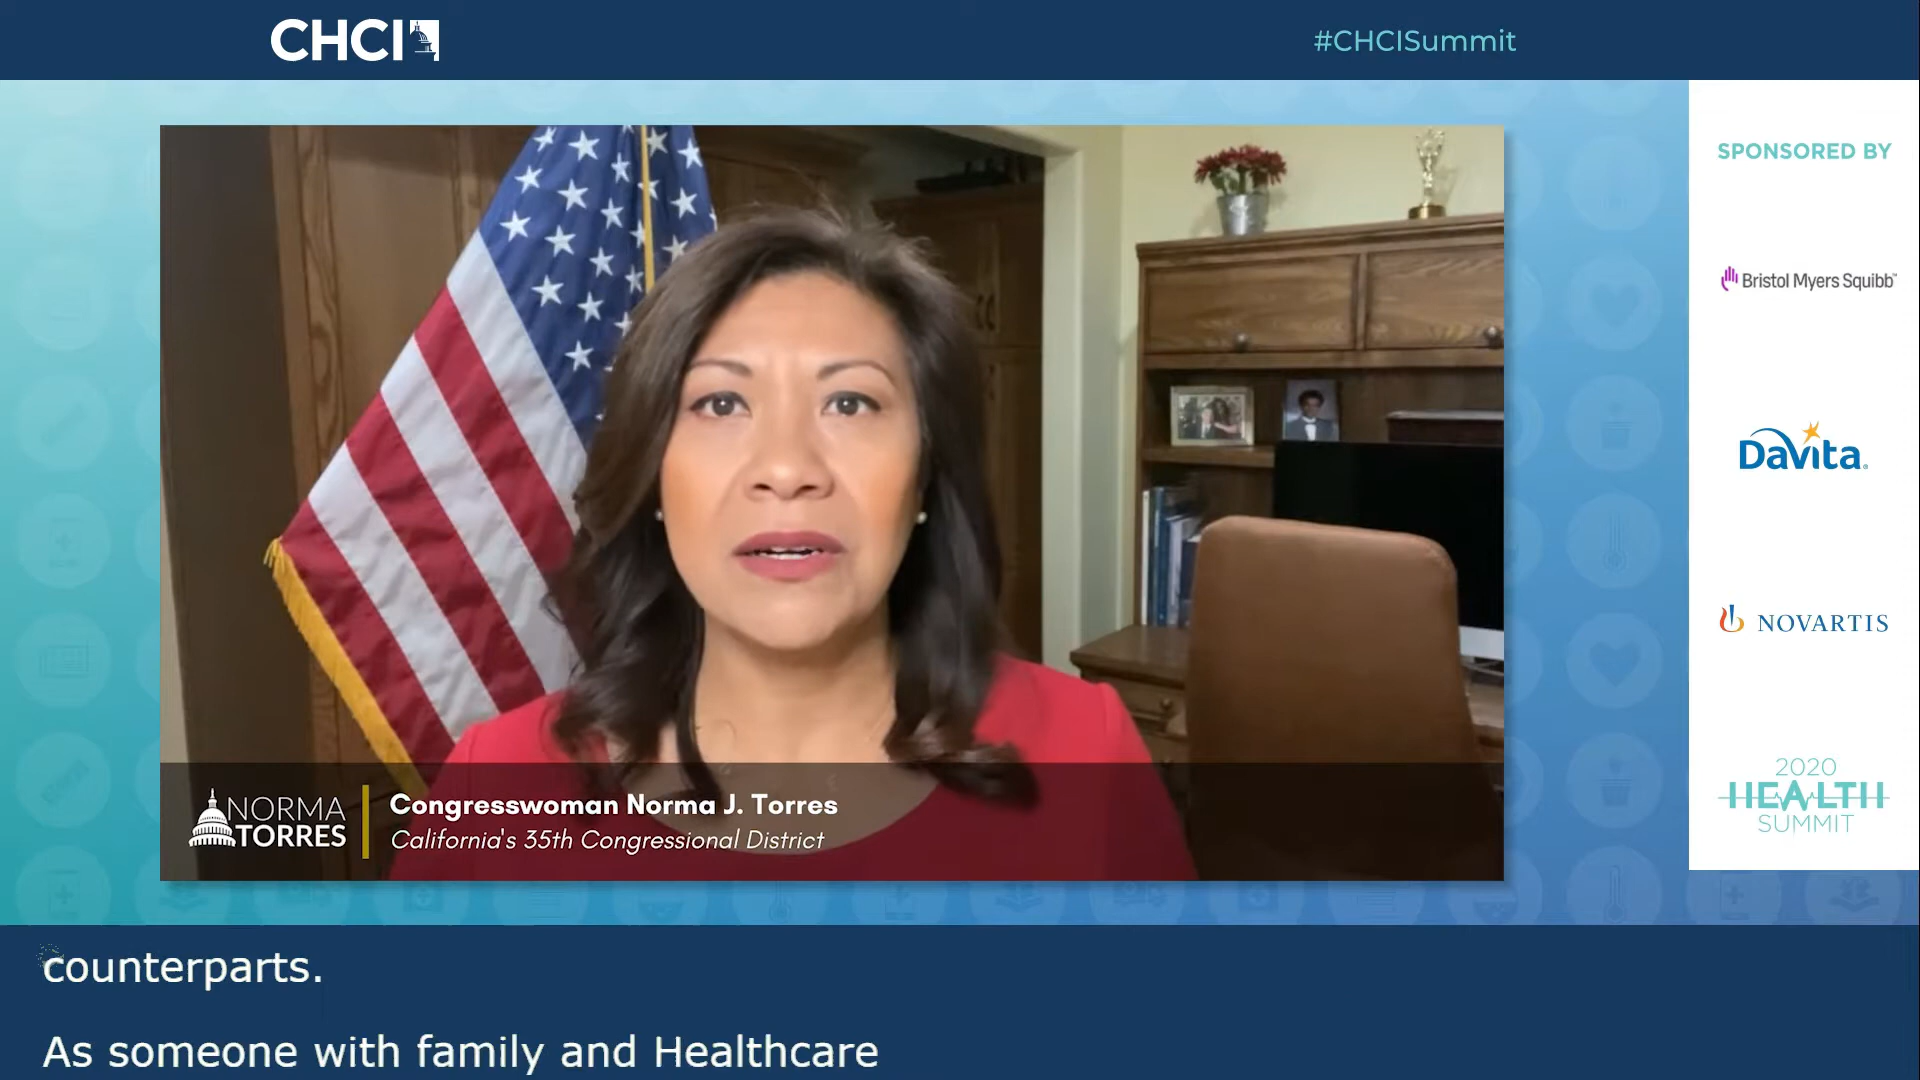 CHCI
#CHCISummit
SPONSORED BY
Bristol Myers Squibb™
DaVita®
NOVARTIS
2020
HEALTH
SUMMIT
NORMA
TORRES
Congresswoman Norma J. Torres
California's 35th Congressional District
counterparts.
As someone with family and Healthcare